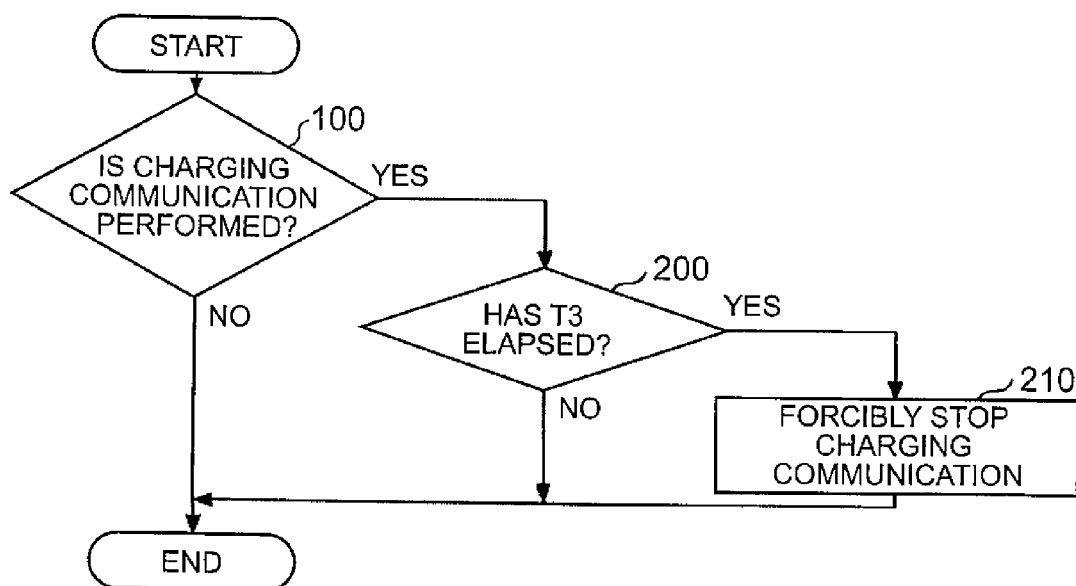 START
100
IS CHARGING
COMMUNICATION
PERFORMED?
YES
NO
200
HAS T3
ELAPSED?
YES
NO
210
FORCIBLY STOP
CHARGING
COMMUNICATION
END